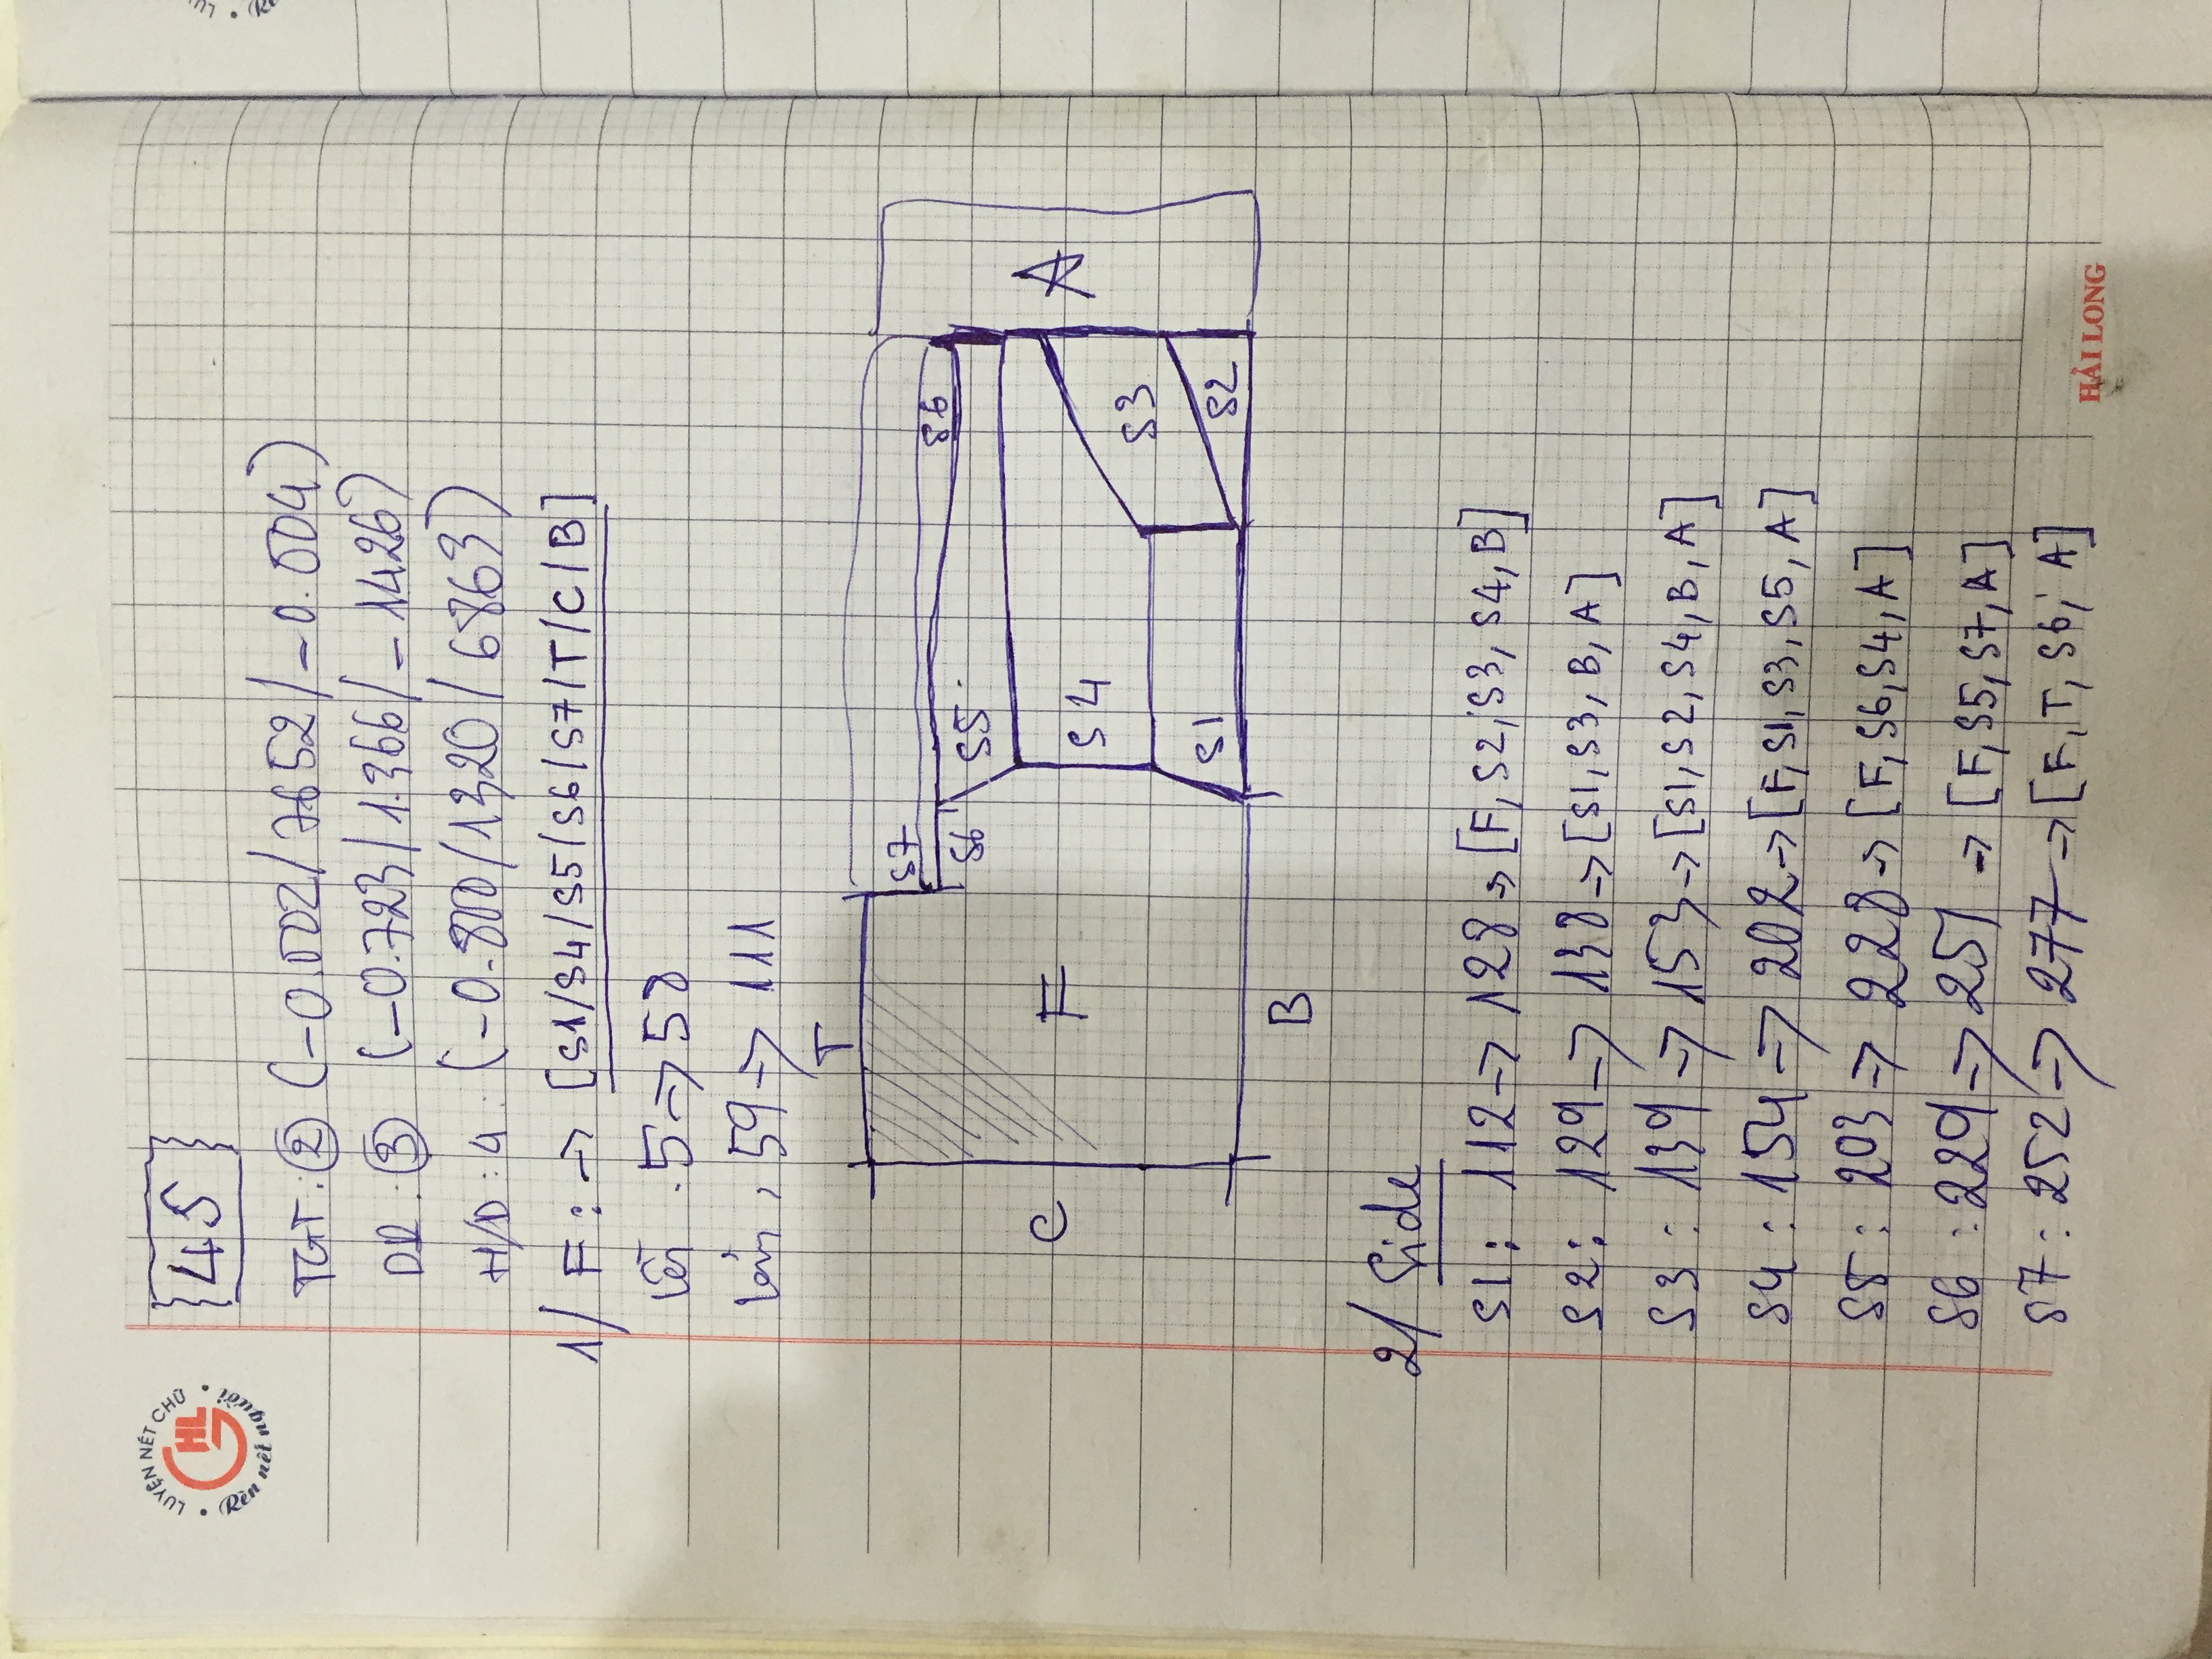 LUYỆN NÉT CHỮ
HL
Rèn nết người
45
TGT: 2 (-0.002/7652/-0.004)
DR: 3 (-0.723/1.366/-1426)
H/D: 4: (-0.800/1320/6863)
1/ F: -> [S1/S4/S5/S6/S7/T/C/B]
: 5 => 58
: 59 => 111
T
S7
S6
S6 S5
C F A
S4
S3
S1
S2
B
2/ Side
S1: 112 -> 128 -> [F, S2, S3, S4, B]
S2: 129 -> 138 -> [S1, S3, B, A]
S3: 139 -> 153 -> [S1, S2, S4, B, A]
S4: 154 -> 202 -> [F, S1, S3, S5, A]
S5: 203 -> 228 -> [F, S6, S4, A]
S6: 229 -> 251 -> [F, S5, S7, A]
S7: 252 -> 277 -> [F, T, S6, A]
HẢI LONG